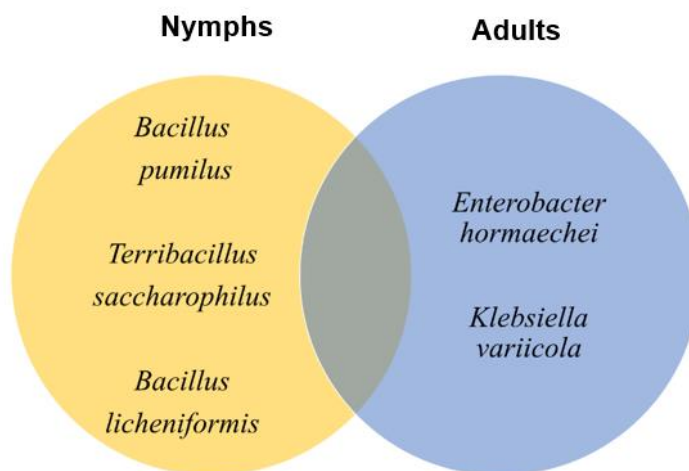 Nymphs
Adults
Bacillus
pumilus
Terribacillus
saccharophilus
Bacillus
licheniformis
Enterobacter
hormaechei
Klebsiella
variicola